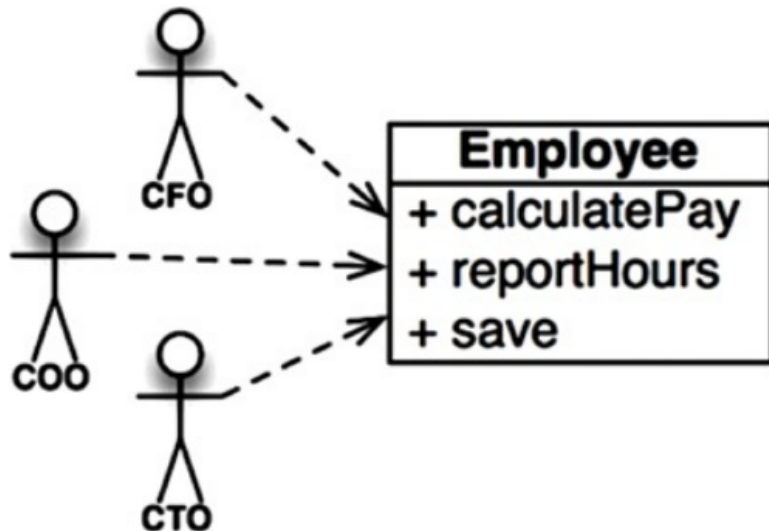 CFO
COO
CTO
Employee
+ calculatePay
+ reportHours
+ save